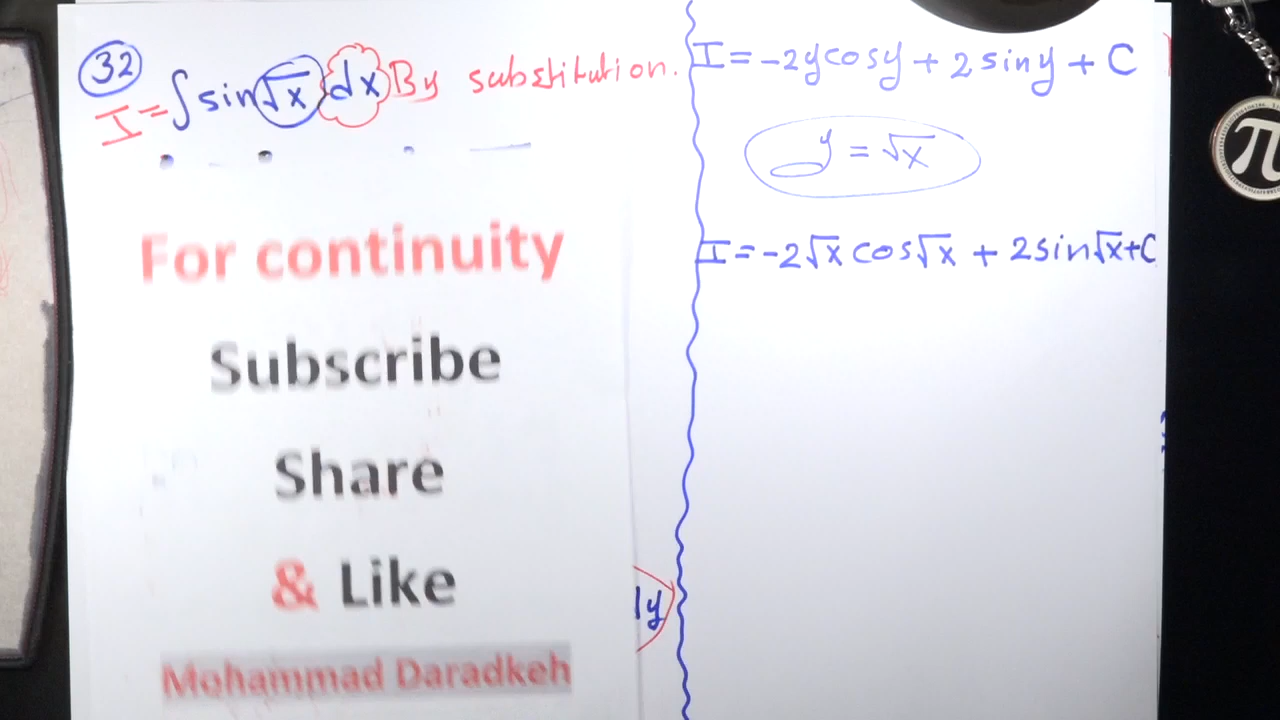 32
I = ∫ sin √x dx By substitution.
For continuity
Subscribe
Share
& Like
Mohammad Daradkeh
I = -2y cos y + 2 sin y + C
y = √x
I = -2√x cos √x + 2 sin √x + C
π